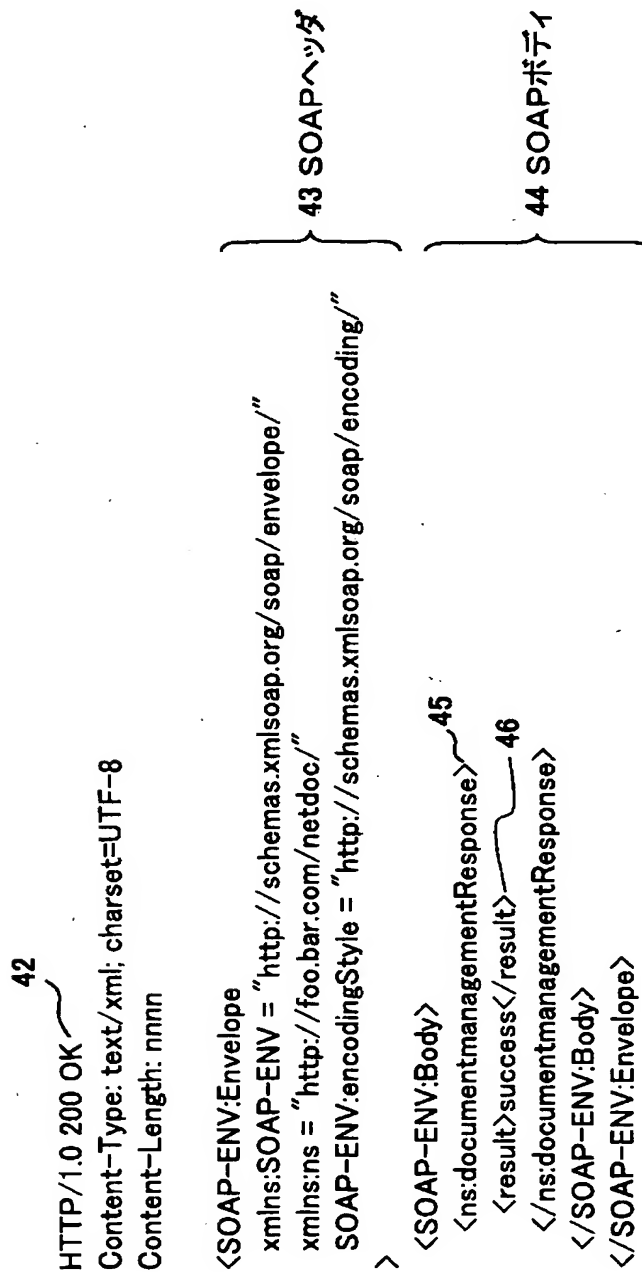 42
HTTP/1.0 200 OK
Content-Type: text/xml; charset=UTF-8
Content-Length: nnnn
<SOAP-ENV:Envelope
xmlns:SOAP-ENV = "http://schemas.xmlsoap.org/soap/envelope/"
xmlns:ns = "http://foo.bar.com/netdoc/"
SOAP-ENV:encodingStyle = "http://schemas.xmlsoap.org/soap/encoding/"
>
43 SOAPヘッダ
<SOAP-ENV:Body>
<ns:documentmanagementResponse> 45
<result>success</result> 46
</ns:documentmanagementResponse>
</SOAP-ENV:Body>
</SOAP-ENV:Envelope>
44 SOAPボディ